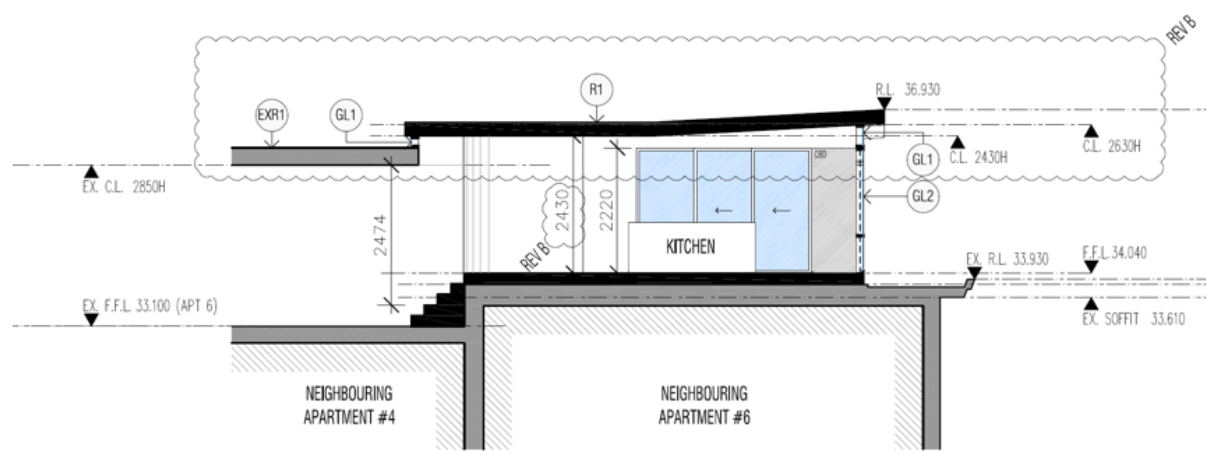 REV B
R.L. 36.930
R1
EXR1
GL1
GL1
C.L. 2430H
C.L. 2630H
EX. C.L. 2850H
GL2
2474
2430
2220
KITCHEN
REV B
EX. R.L. 33.930
F.F.L.34.040
EX. F.F.L. 33.100 (APT 6)
EX. SOFFIT 33.610
NEIGHBOURING
APARTMENT #4
NEIGHBOURING
APARTMENT #6